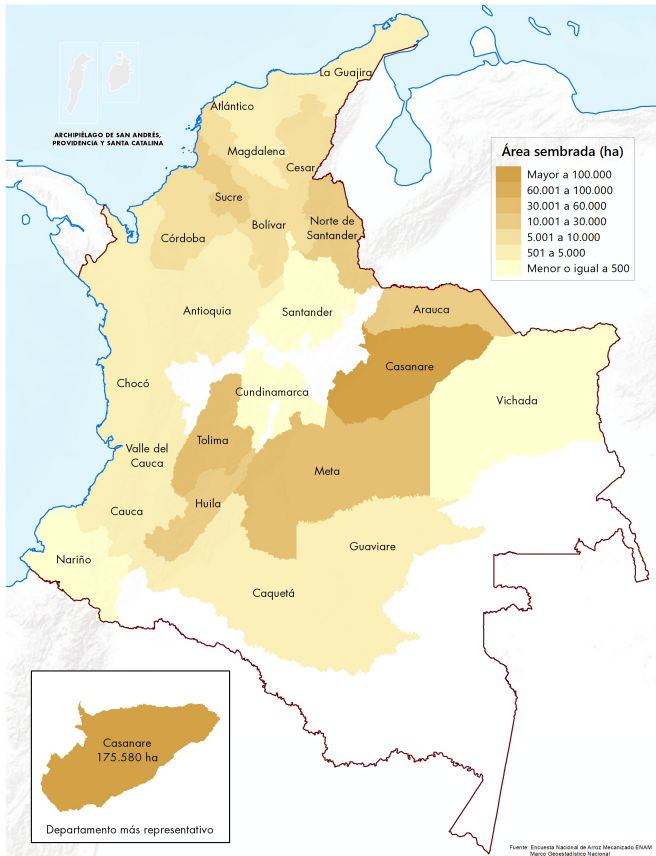 La Guajira
Atlántico
ARCHIPIÉLAGO DE SAN ANDRÉS,
PROVIDENCIA Y SANTA CATALINA
Magdalena
Cesar
Área sembrada (ha)
Mayor a 100.000
60.001 a 100.000
30.001 a 60.000
10.001 a 30.000
5.001 a 10.000
501 a 5.000
Menor o igual a 500
Sucre
Bolívar
Norte de
Santander
Córdoba
Antioquia
Santander
Arauca
Casanare
Chocó
Cundinamarca
Vichada
Tolima
Valle del
Cauca
Meta
Huila
Cauca
Nariño
Guaviare
Caquetá
Casanare
175.580 ha
Departamento más representativo
Fuente: Encuesta Nacional de Arroz Mecanizado ENAM
Marco Geoestadístico Nacional